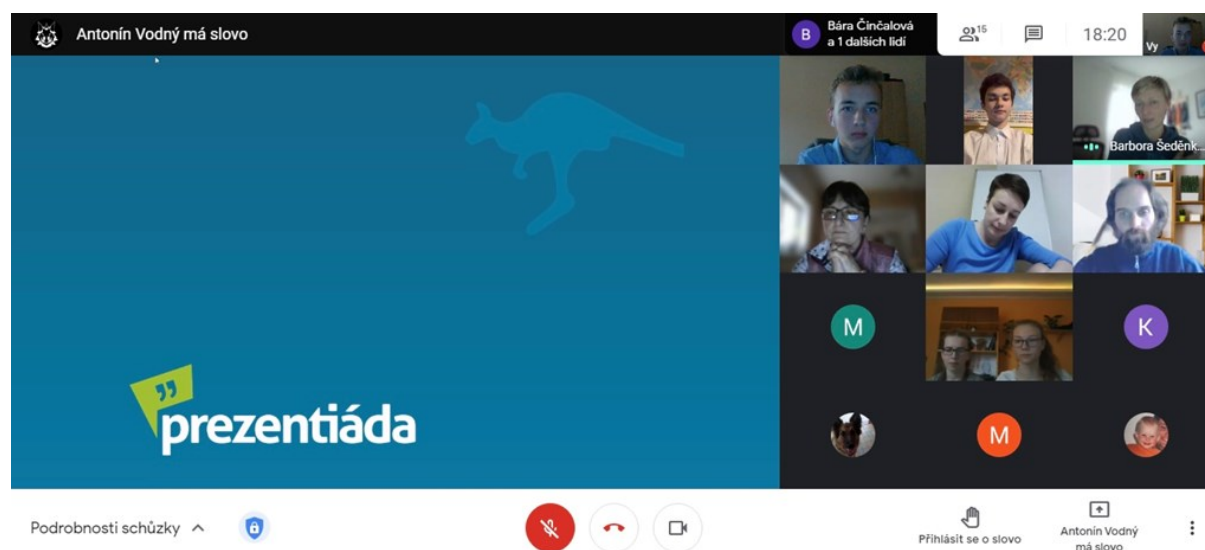 Antonín Vodný má slovo
B
Bára Činčalová
a 1 dalších lidí
15
18:20
Vy
Barbora Šeděnk...
M
K
M
prezentiáda
Podrobnosti schůzky
Přihlásit se o slovo
Antonín Vodný
má slovo